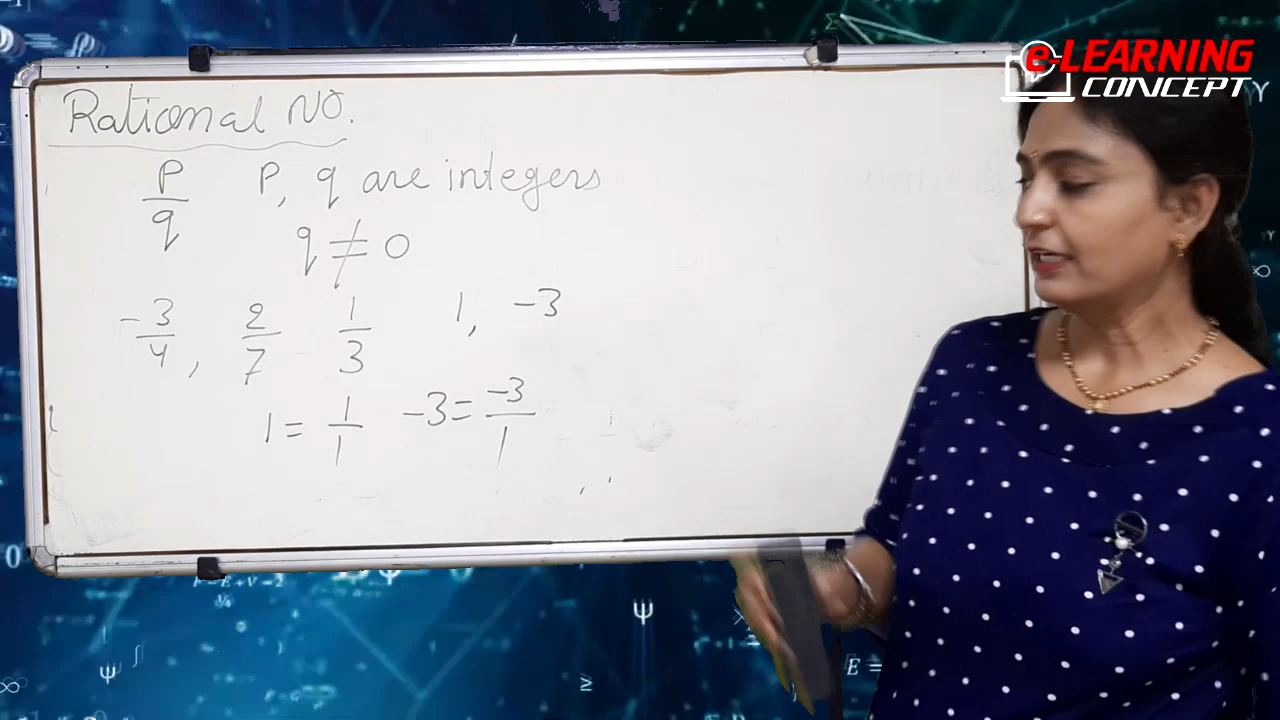 e-LEARNING
CONCEPT
Rational NO.
P/q P, q are integers
q ≠ 0
-3/4, 2/7 1/3 1, -3
1 = 1/1 -3 = -3/1